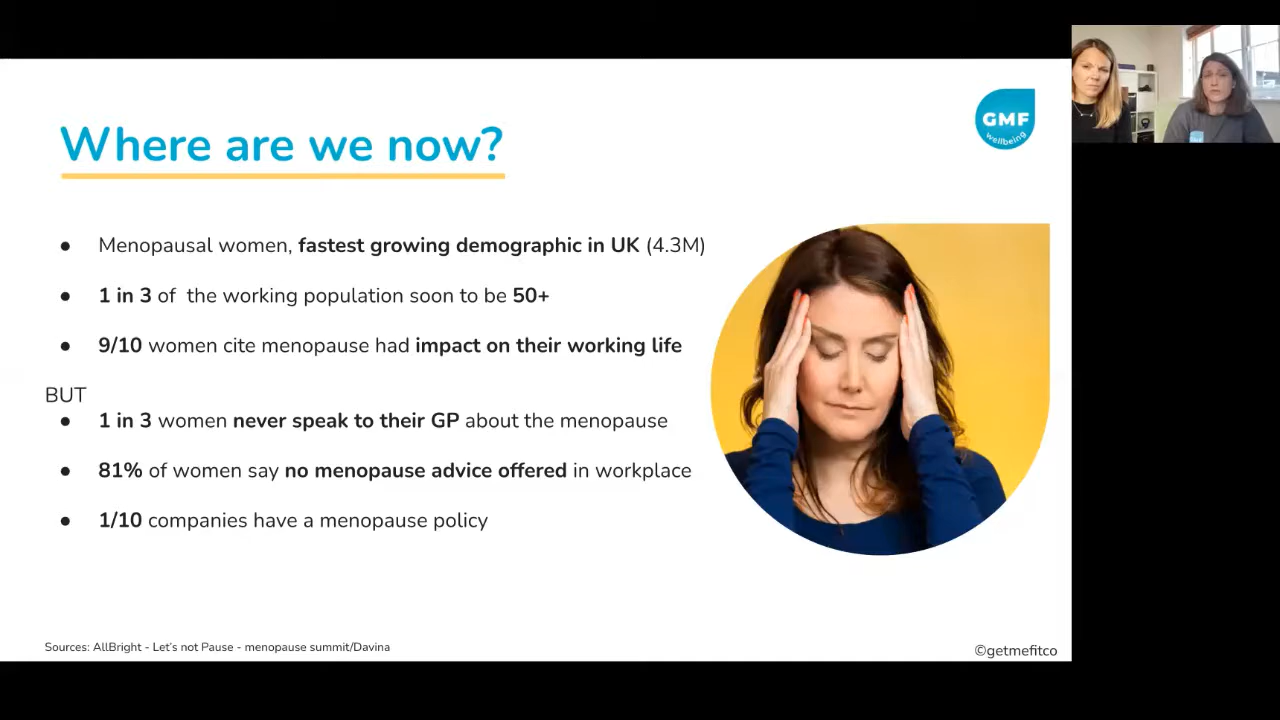 Where are we now?
GMF
wellbeing
● Menopausal women, fastest growing demographic in UK (4.3M)
● 1 in 3 of  the working population soon to be 50+
● 9/10 women cite menopause had impact on their working life
BUT
● 1 in 3 women never speak to their GP about the menopause
● 81% of women say no menopause advice offered in workplace
● 1/10 companies have a menopause policy
Sources: AllBright - Let's not Pause - menopause summit/Davina
©getmefitco